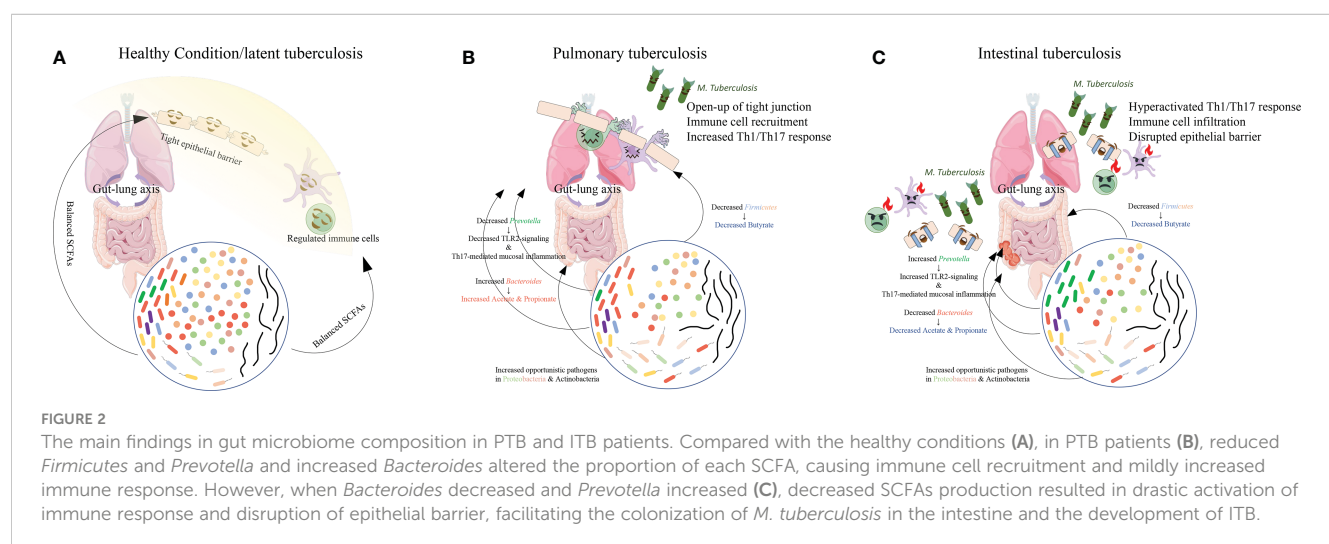 A
Healthy Condition/latent tuberculosis
Tight epithelial barrier
Gut-lung axis
Balanced SCFAs
Regulated immune cells
Balanced SCFAs
B
Pulmonary tuberculosis
M. Tuberculosis
Open-up of tight junction
Immune cell recruitment
Increased Th1/Th17 response
Gut-lung axis
Decreased Prevotella
↓
Decreased TLR2-signaling
&
Th17-mediated mucosal inflammation
Increased Bacteroides
↓
Increased Acetate & Propionate
Decreased Firmicutes
↓
Decreased Butyrate
Increased opportunistic pathogens
in Proteobacteria & Actinobacteria
C
Intestinal tuberculosis
M. Tuberculosis
Hyperactivated Th1/Th17 response
Immune cell infiltration
Disrupted epithelial barrier
M. Tuberculosis
Gut-lung axis
Decreased Firmicutes
↓
Decreased Butyrate
Increased Prevotella
↓
Increased TLR2-signaling
&
Th17-mediated mucosal inflammation
Decreased Bacteroides
↓
Decreased Acetate & Propionate
Increased opportunistic pathogens
in Proteobacteria & Actinobacteria
FIGURE 2
The main findings in gut microbiome composition in PTB and ITB patients. Compared with the healthy conditions (A), in PTB patients (B), reduced
Firmicutes and Prevotella and increased Bacteroides altered the proportion of each SCFA, causing immune cell recruitment and mildly increased
immune response. However, when Bacteroides decreased and Prevotella increased (C), decreased SCFAs production resulted in drastic activation of
immune response and disruption of epithelial barrier, facilitating the colonization of M. tuberculosis in the intestine and the development of ITB.